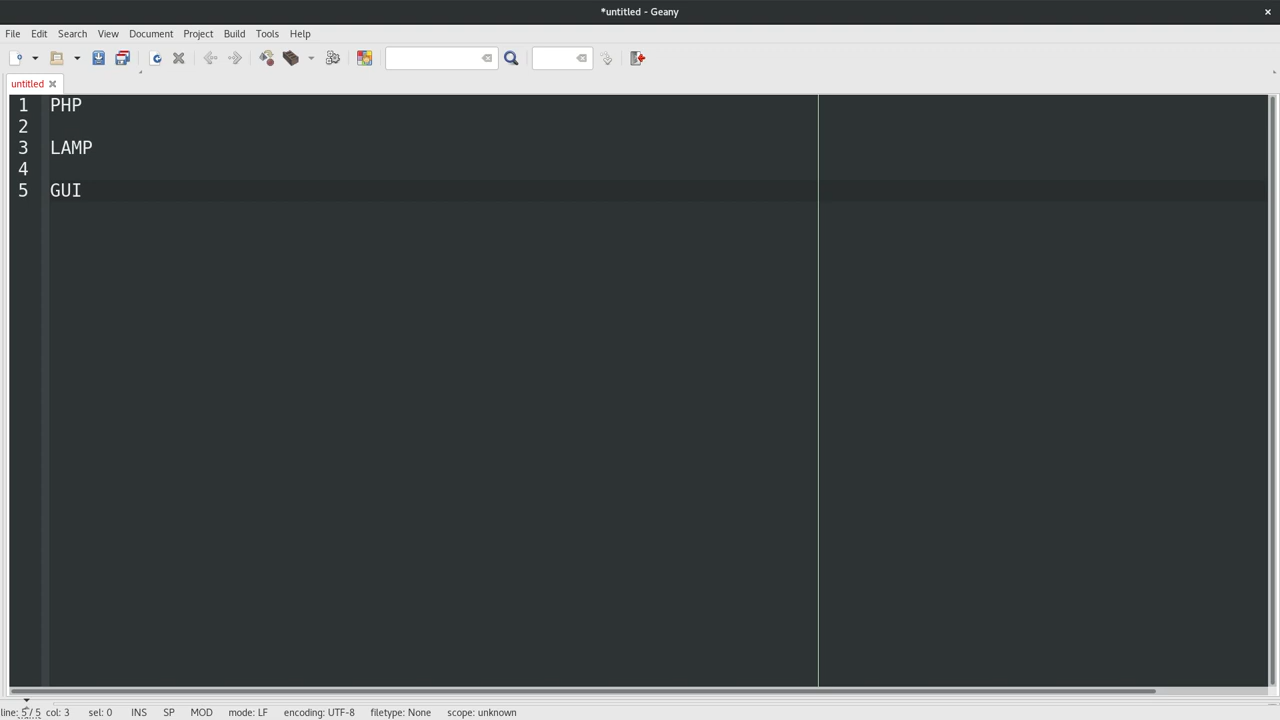 *untitled - Geany
File Edit Search View Document Project Build Tools Help
untitled
1 PHP
2
3 LAMP
4
5 GUI
line: 5 / 5 col: 3 sel: 0 INS SP MOD mode: LF encoding: UTF-8 filetype: None scope: unknown